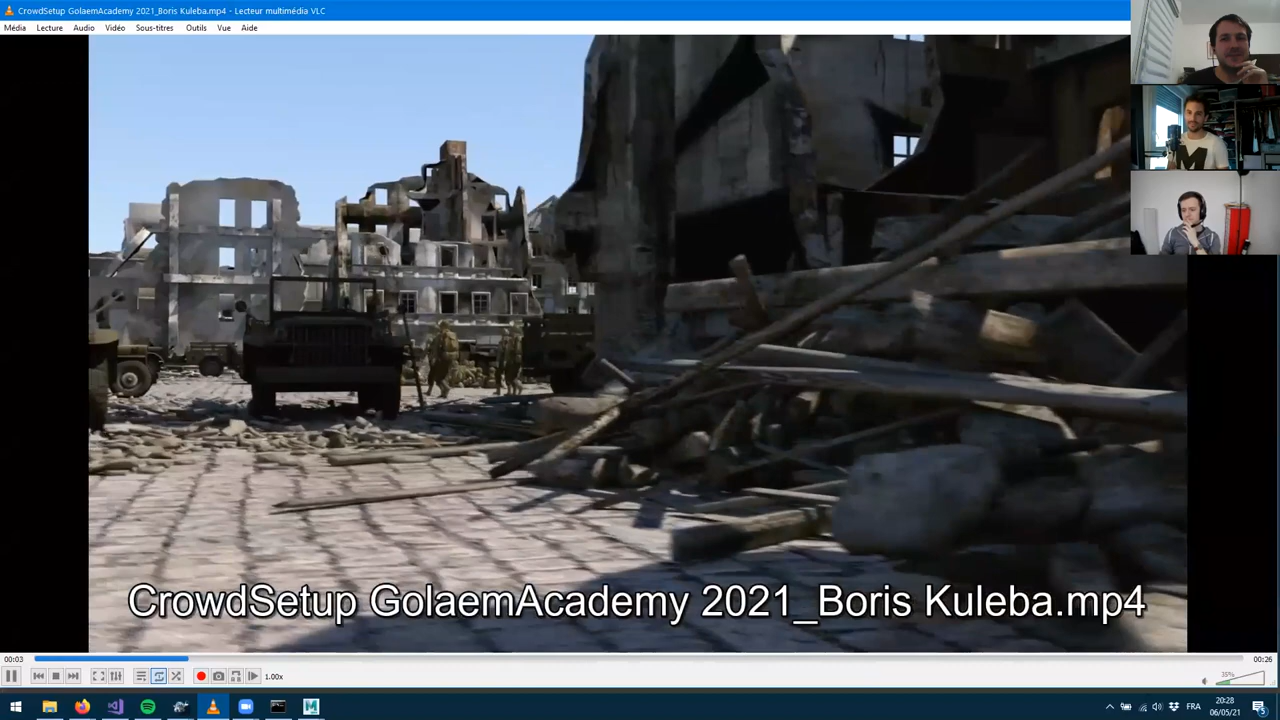 CrowdSetup GolaemAcademy 2021_Boris Kuleba.mp4 - Lecteur multimédia VLC
Média Lecture Audio Vidéo Sous-titres Outils Vue Aide
CrowdSetup GolaemAcademy 2021_Boris Kuleba.mp4
00:03 00:26
1.00x 35%
FRA 20:28
06/05/21